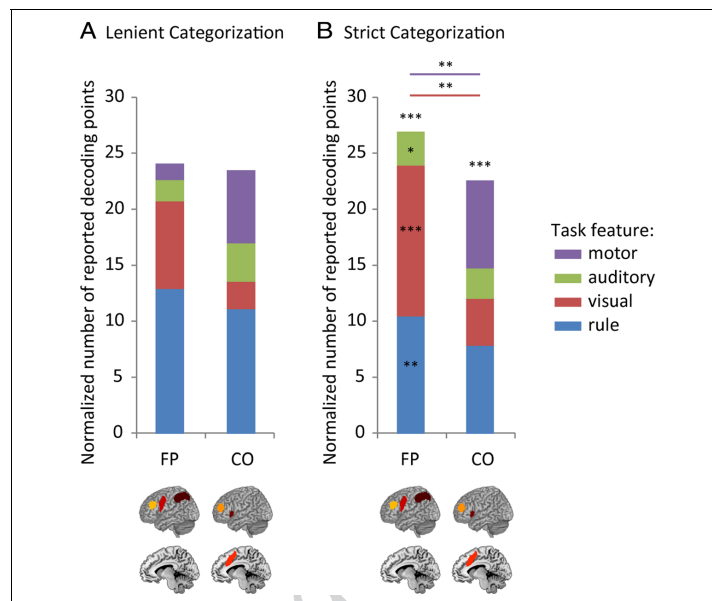 A Lenient Categorization
B Strict Categorization
Normalized number of reported decoding points
30
25
20
15
10
5
0
FP
CO
Normalized number of reported decoding points
**
**
30
25
20
15
10
5
0
***
*
***
**
***
FP
CO
Task feature:
motor
auditory
visual
rule